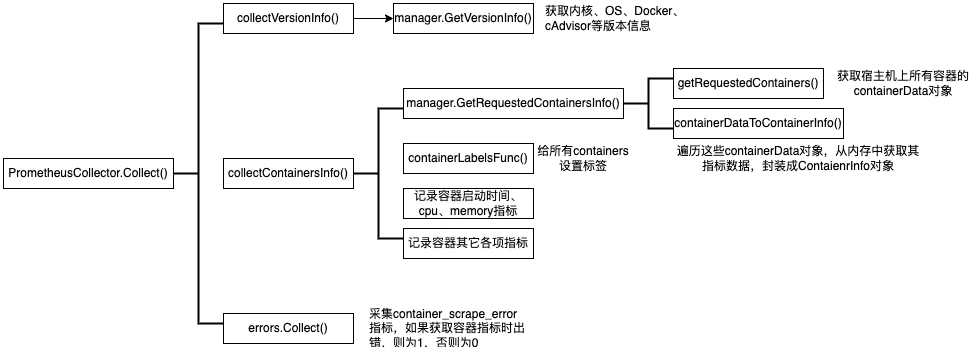 collectVersionInfo()
manager.GetVersionInfo()
获取内核、OS、Docker、
cAdvisor等版本信息
PrometheusCollector.Collect()
collectContainersInfo()
manager.GetRequestedContainersInfo()
getRequestedContainers()
获取宿主机上所有容器的
containerData对象
containerDataToContainerInfo()
遍历这些containerData对象，从内存中获取其
指标数据，封装成ContaienrInfo对象
containerLabelsFunc()
给所有containers
设置标签
记录容器启动时间、
cpu、memory指标
记录容器其它各项指标
errors.Collect()
采集container_scrape_error
指标，如果获取容器指标时出
错，则为1，否则为0